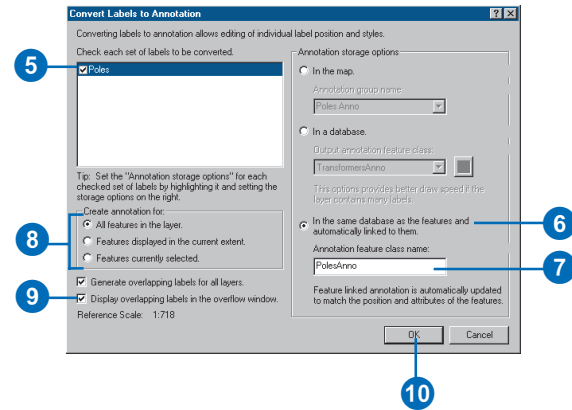 Convert Labels to Annotation
Converting labels to annotation allows editing of individual label position and styles.
Check each set of labels to be converted.
5
Poles
Tip: Set the "Annotation storage options" for each
checked set of labels by highlighting it and setting the
storage options on the right.
Create annotation for:
8
All features in the layer.
Features displayed in the current extent.
Features currently selected.
Generate overlapping labels for all layers.
9
Display overlapping labels in the overflow window.
Reference Scale: 1:718
Annotation storage options
In the map.
Annotation group name:
Poles Anno
In a database.
Output annotation feature class:
TransformersAnno
This options provides better draw speed if the
layer contains many labels.
In the same database as the features and
automatically linked to them.
6
Annotation feature class name:
PolesAnno
7
Feature linked annotation is automatically updated
to match the position and attributes of the features.
OK
Cancel
10